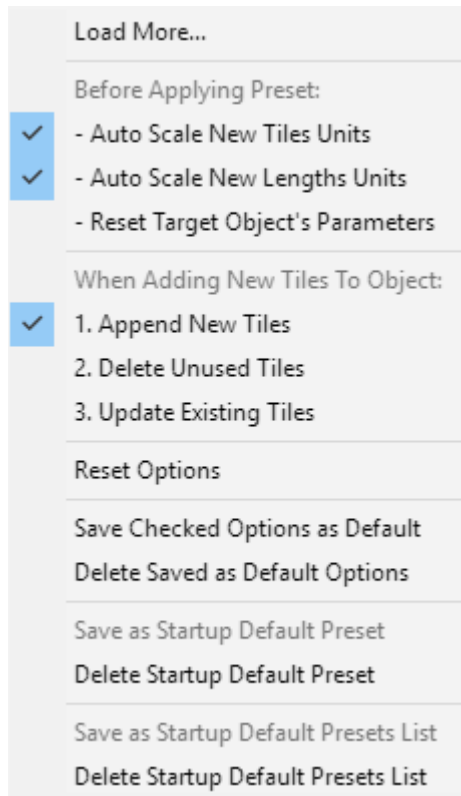 Load More...
Before Applying Preset:
- Auto Scale New Tiles Units
- Auto Scale New Lengths Units
- Reset Target Object's Parameters
When Adding New Tiles To Object:
1. Append New Tiles
2. Delete Unused Tiles
3. Update Existing Tiles
Reset Options
Save Checked Options as Default
Delete Saved as Default Options
Save as Startup Default Preset
Delete Startup Default Preset
Save as Startup Default Presets List
Delete Startup Default Presets List